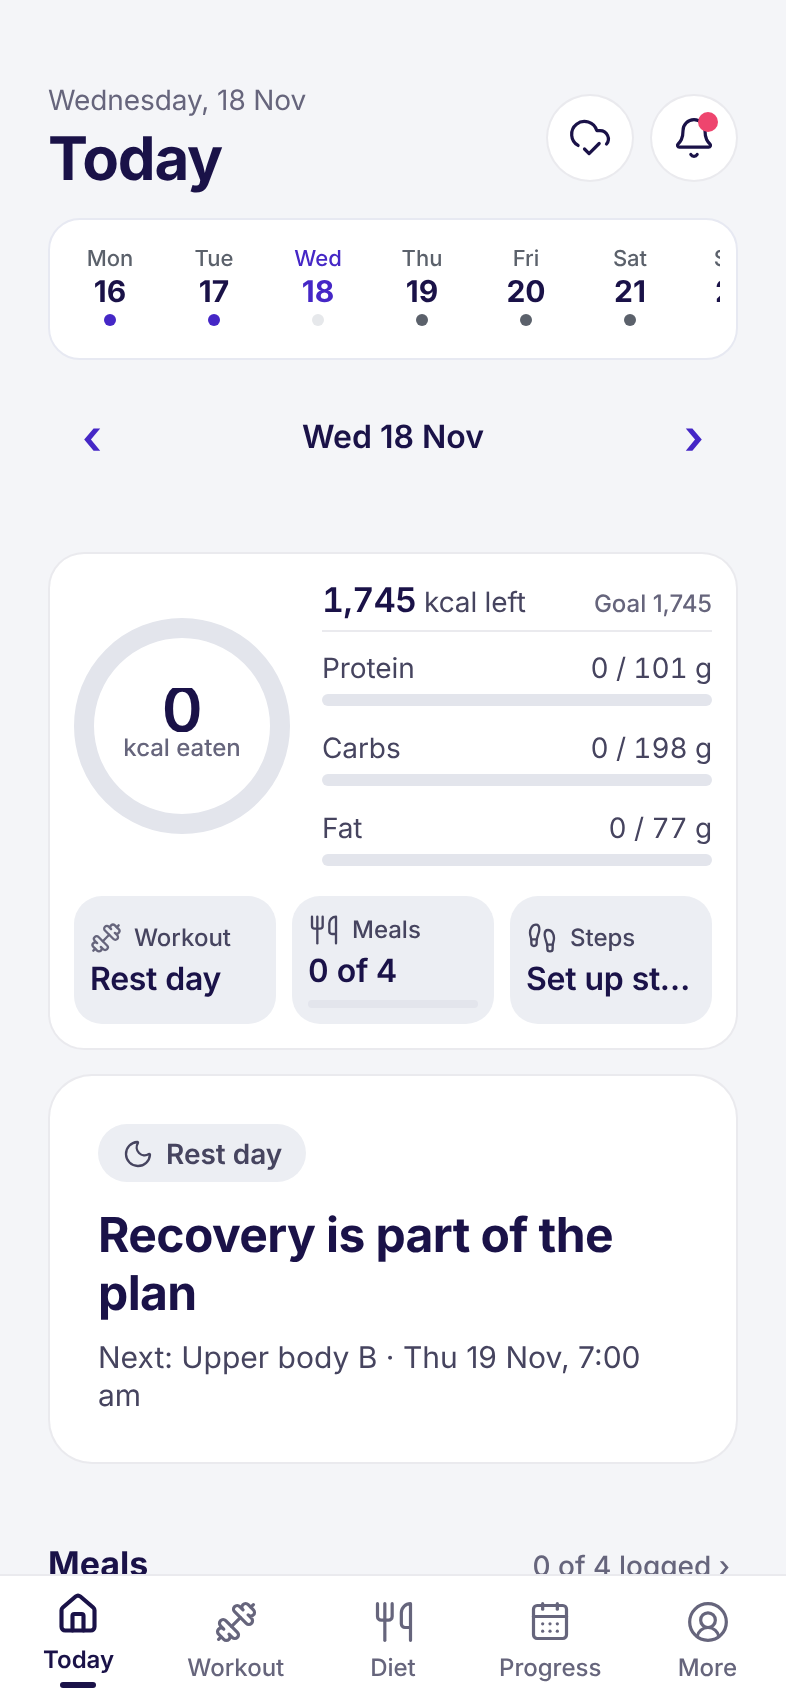 Wednesday, 18 Nov
Today
Mon Tue Wed Thu Fri Sat
16 17 18 19 20 21
‹ Wed 18 Nov ›
1,745 kcal left Goal 1,745
0
kcal eaten
Protein 0 / 101 g
Carbs 0 / 198 g
Fat 0 / 77 g
Workout
Rest day
Meals
0 of 4
Steps
Set up st...
Rest day
Recovery is part of the
plan
Next: Upper body B · Thu 19 Nov, 7:00
am
Meals 0 of 4 logged ›
Today Workout Diet Progress More